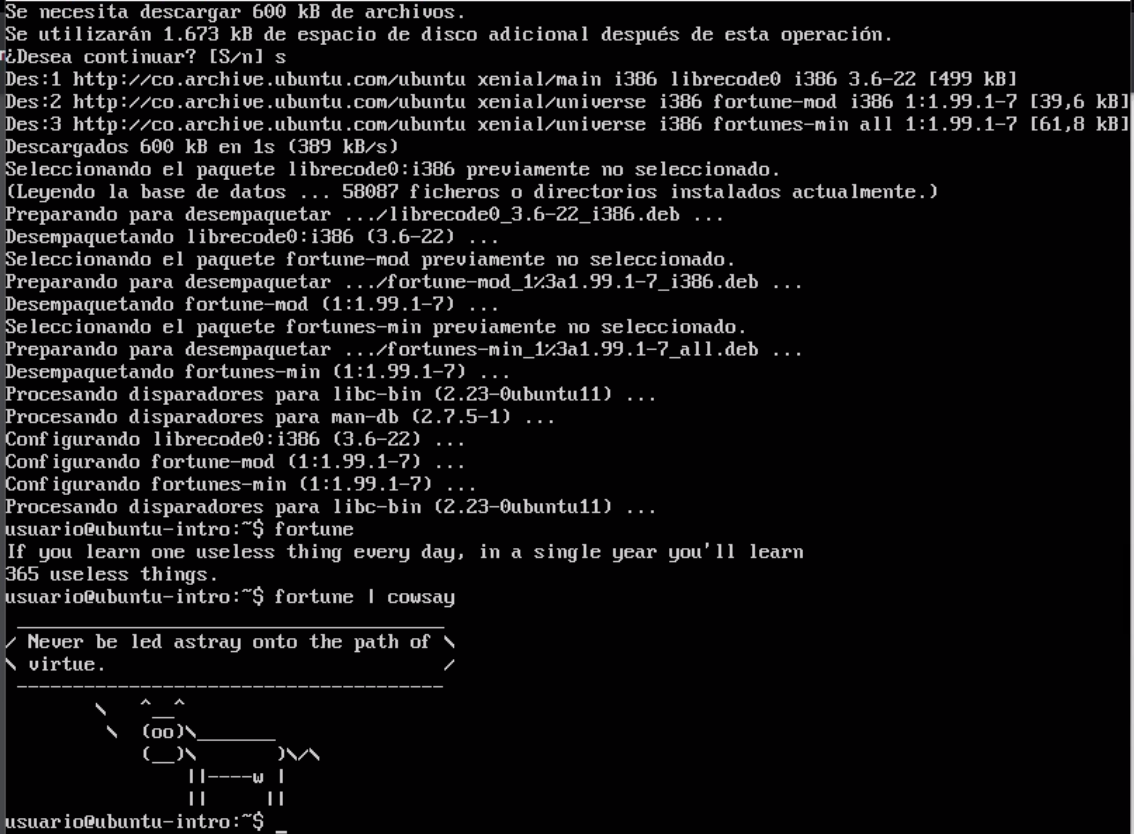 Se necesita descargar 600 kB de archivos.
Se utilizarán 1.673 kB de espacio de disco adicional después de esta operación.
¿Desea continuar? [S/n] s
Des:1 http://co.archive.ubuntu.com/ubuntu xenial/main i386 librecode0 i386 3.6-22 [499 kB]
Des:2 http://co.archive.ubuntu.com/ubuntu xenial/universe i386 fortune-mod i386 1:1.99.1-7 [39,6 kB]
Des:3 http://co.archive.ubuntu.com/ubuntu xenial/universe i386 fortunes-min all 1:1.99.1-7 [61,8 kB]
Descargados 600 kB en 1s (389 kB/s)
Seleccionando el paquete librecode0:i386 previamente no seleccionado.
(Leyendo la base de datos ... 58087 ficheros o directorios instalados actualmente.)
Preparando para desempaquetar .../librecode0_3.6-22_i386.deb ...
Desempaquetando librecode0:i386 (3.6-22) ...
Seleccionando el paquete fortune-mod previamente no seleccionado.
Preparando para desempaquetar .../fortune-mod_1%3a1.99.1-7_i386.deb ...
Desempaquetando fortune-mod (1:1.99.1-7) ...
Seleccionando el paquete fortunes-min previamente no seleccionado.
Preparando para desempaquetar .../fortunes-min_1%3a1.99.1-7_all.deb ...
Desempaquetando fortunes-min (1:1.99.1-7) ...
Procesando disparadores para libc-bin (2.23-0ubuntu11) ...
Procesando disparadores para man-db (2.7.5-1) ...
Configurando librecode0:i386 (3.6-22) ...
Configurando fortune-mod (1:1.99.1-7) ...
Configurando fortunes-min (1:1.99.1-7) ...
Procesando disparadores para libc-bin (2.23-0ubuntu11) ...
usuario@ubuntu-intro:~$ fortune
If you learn one useless thing every day, in a single year you'll learn
365 useless things.
usuario@ubuntu-intro:~$ fortune | cowsay
 ______________________________________
/ Never be led astray onto the path of \
\ virtue.                              /
 --------------------------------------
        \   ^__^
         \  (oo)\_______
            (__)\       )\/\
                ||----w |
                ||     ||
usuario@ubuntu-intro:~$ _